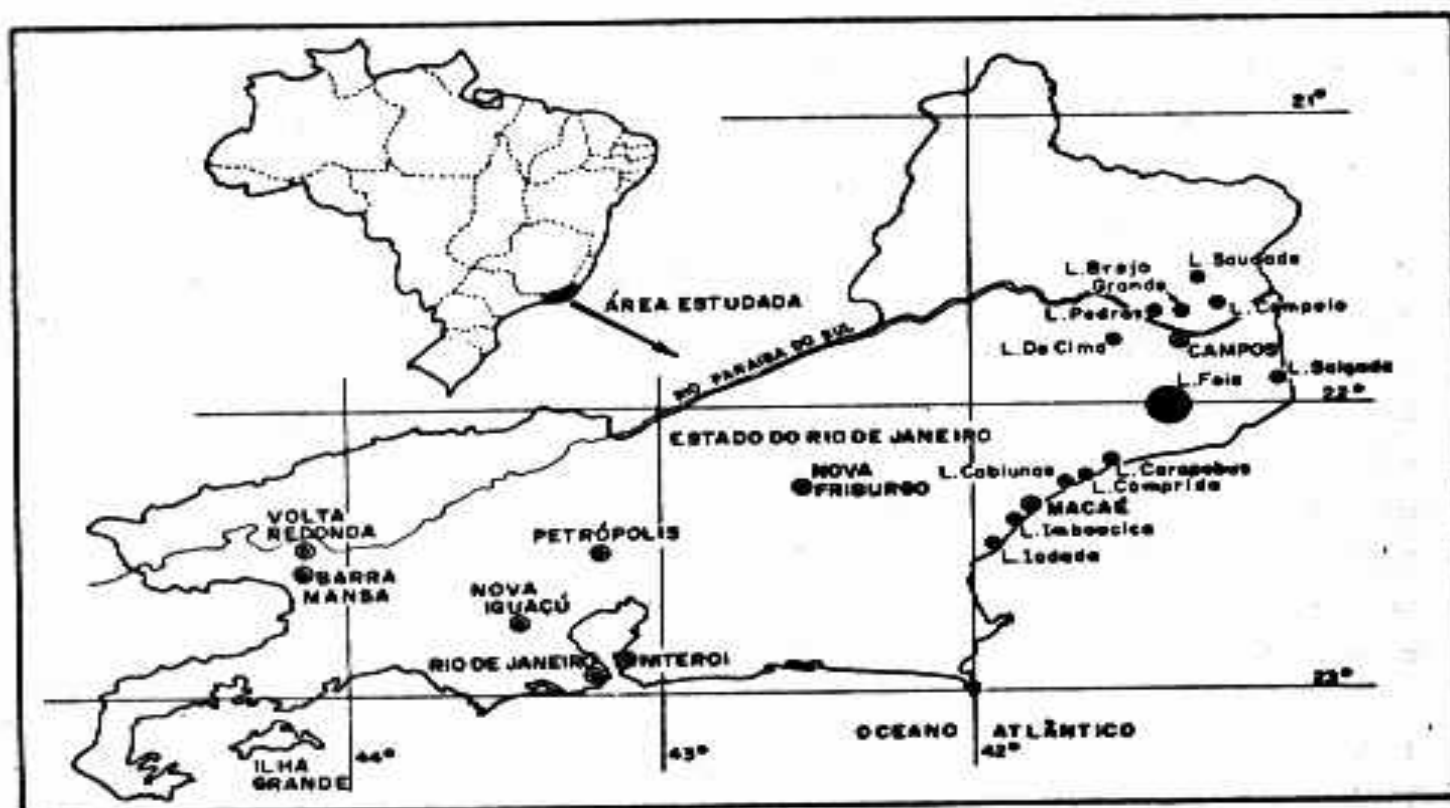 21°
ÁREA ESTUDADA
L. Saudade
L. Brejo
Grande
L. Pedras
L. Campelo
L. De Cima
CAMPOS
RIO PARAIBA DO SUL
L. Salgada
L. Feia
22°
ESTADO DO RIO DE JANEIRO
NOVA
FRIBURGO
L. Cabiunas
L. Carapebus
L. Comprida
MACAÉ
L. Imboacica
L. Iodada
VOLTA
REDONDA
PETRÓPOLIS
BARRA
MANSA
NOVA
IGUAÇÚ
RIO DE JANEIRO
NITEROI
23°
OCEANO ATLÂNTICO
44°
43°
42°
ILHA
GRANDE